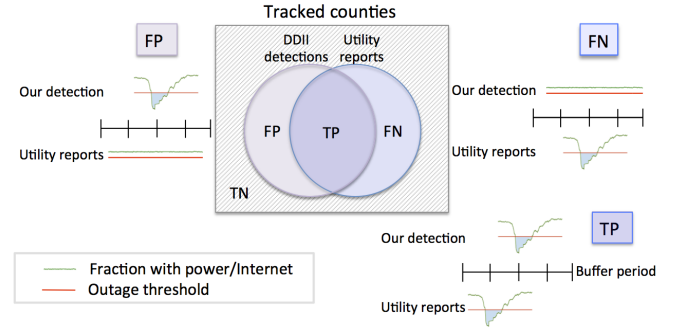 Tracked counties
FP
DDII
detections
Utility
reports
FN
Our detection
Utility reports
FP
TP
FN
TN
Our detection
Utility reports
TP
Our detection
Buffer period
Utility reports
Fraction with power/Internet
Outage threshold